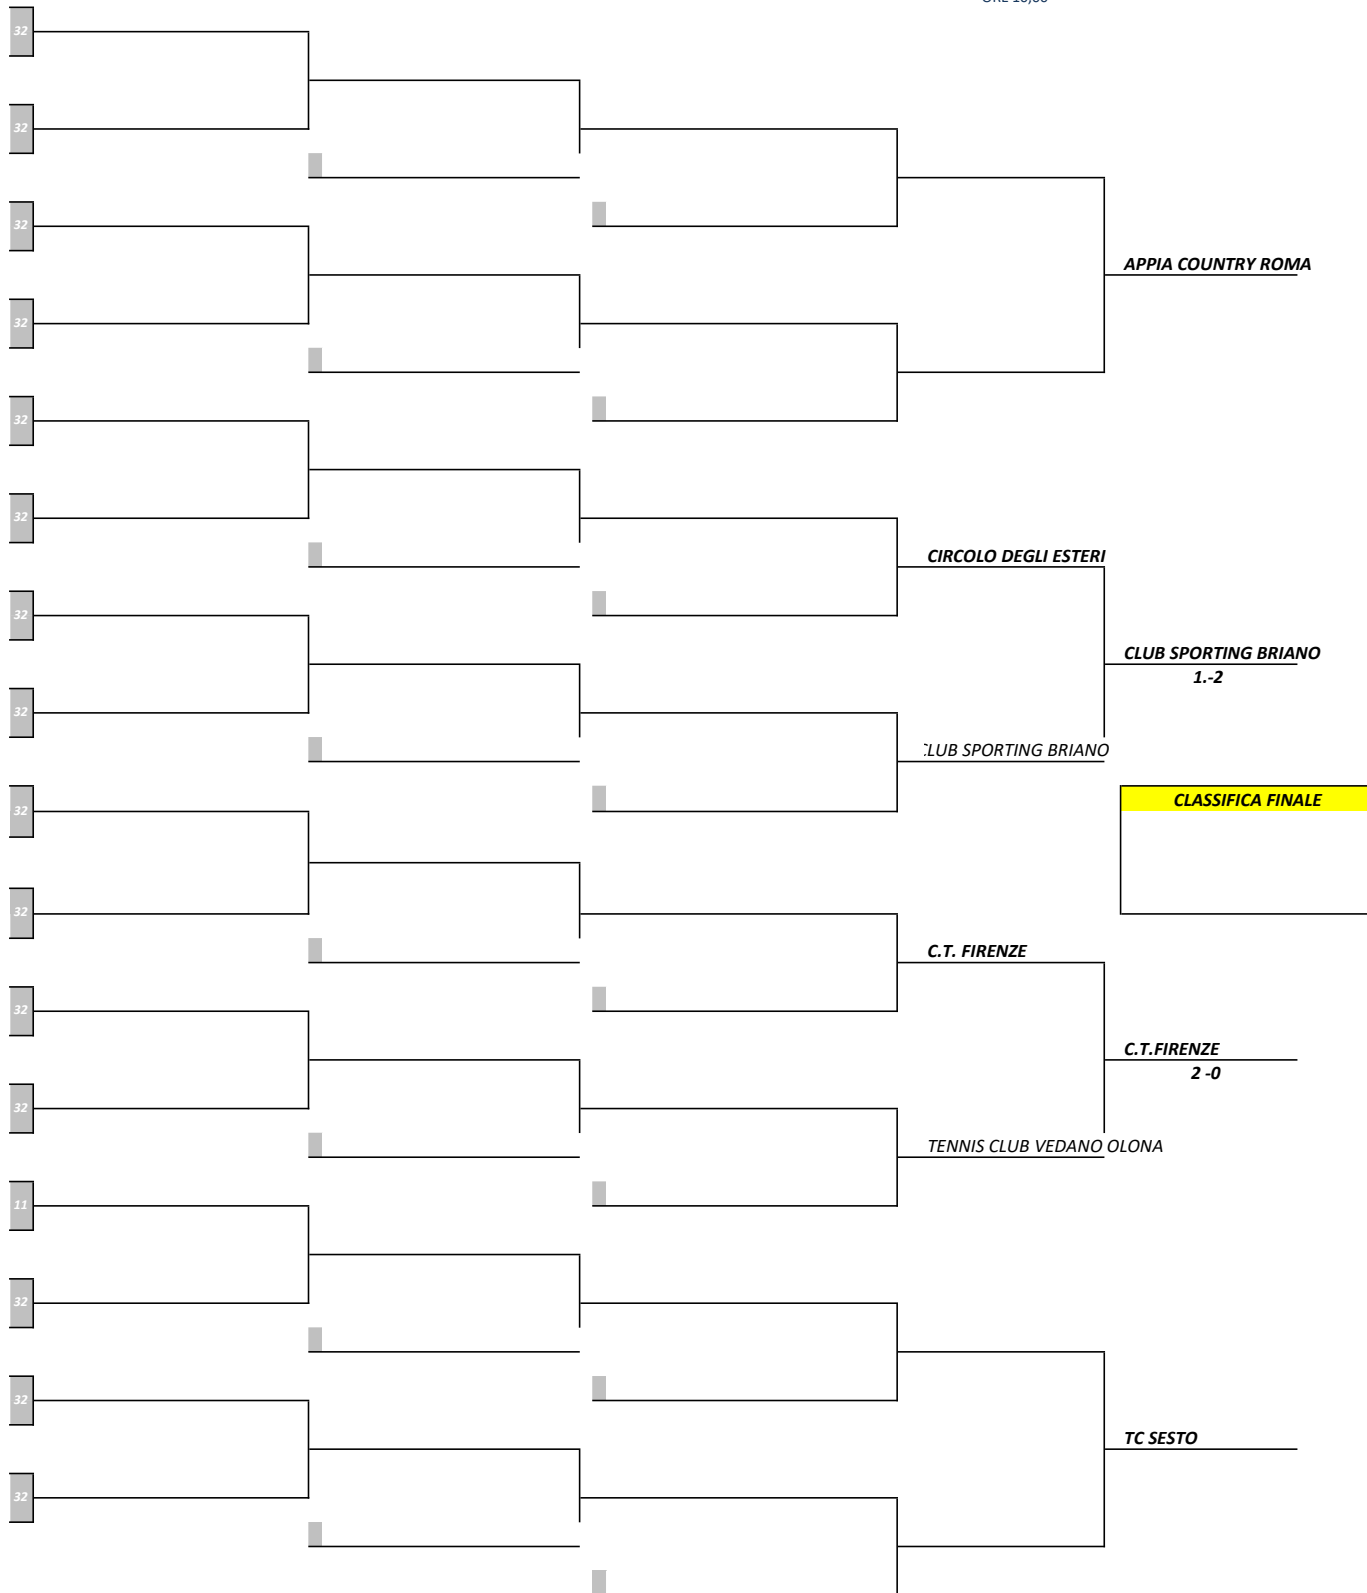 32
32
32
32
APPIA COUNTRY ROMA
32
32
CIRCOLO DEGLI ESTERI
32
CLUB SPORTING BRIANO
1.-2
32
LUB SPORTING BRIANO
32
CLASSIFICA FINALE
32
C.T. FIRENZE
32
C.T.FIRENZE
2 -0
32
TENNIS CLUB VEDANO OLONA
11
32
32
TC SESTO
32